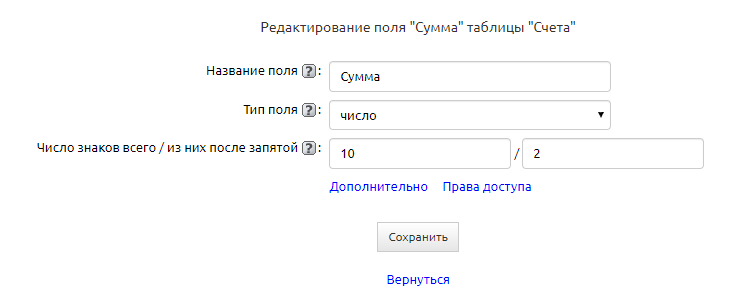 Редактирование поля "Сумма" таблицы "Счета"
Название поля ?: Сумма
Тип поля ?: число
Число знаков всего / из них после запятой ?: 10 / 2
Дополнительно Права доступа
Сохранить
Вернуться